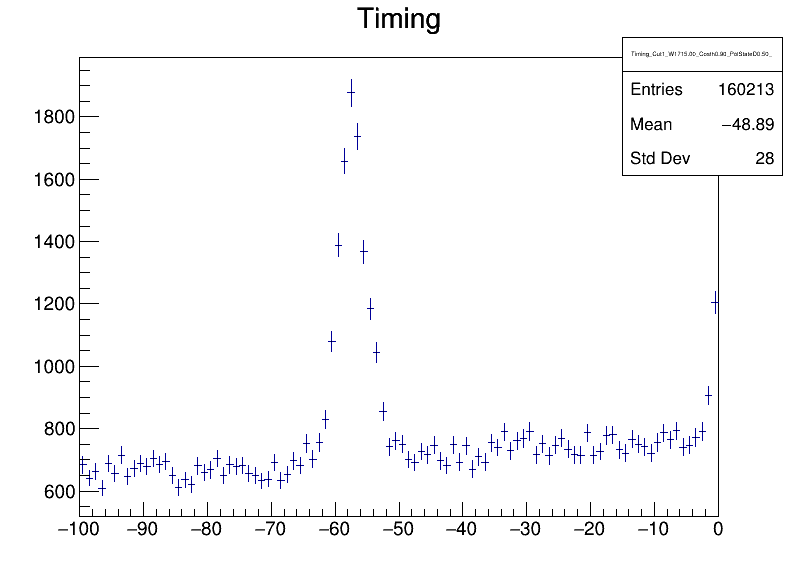 Timing
Timing_Cut1_W1715.00_Costh0.90_PolStateD0.50_
Entries 160213
Mean −48.89
Std Dev 28
1800
1600
1400
1200
1000
800
600
−100 −90 −80 −70 −60 −50 −40 −30 −20 −10 0